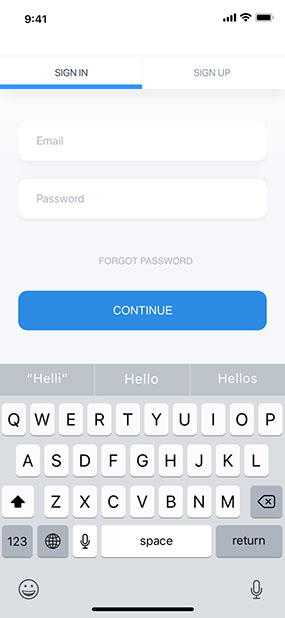 9:41
SIGN IN SIGN UP
Email
Password
FORGOT PASSWORD
CONTINUE
“Helli” Hello Hellos
Q W E R T Y U I O P
A S D F G H J K L
Z X C V B N M
123 space return